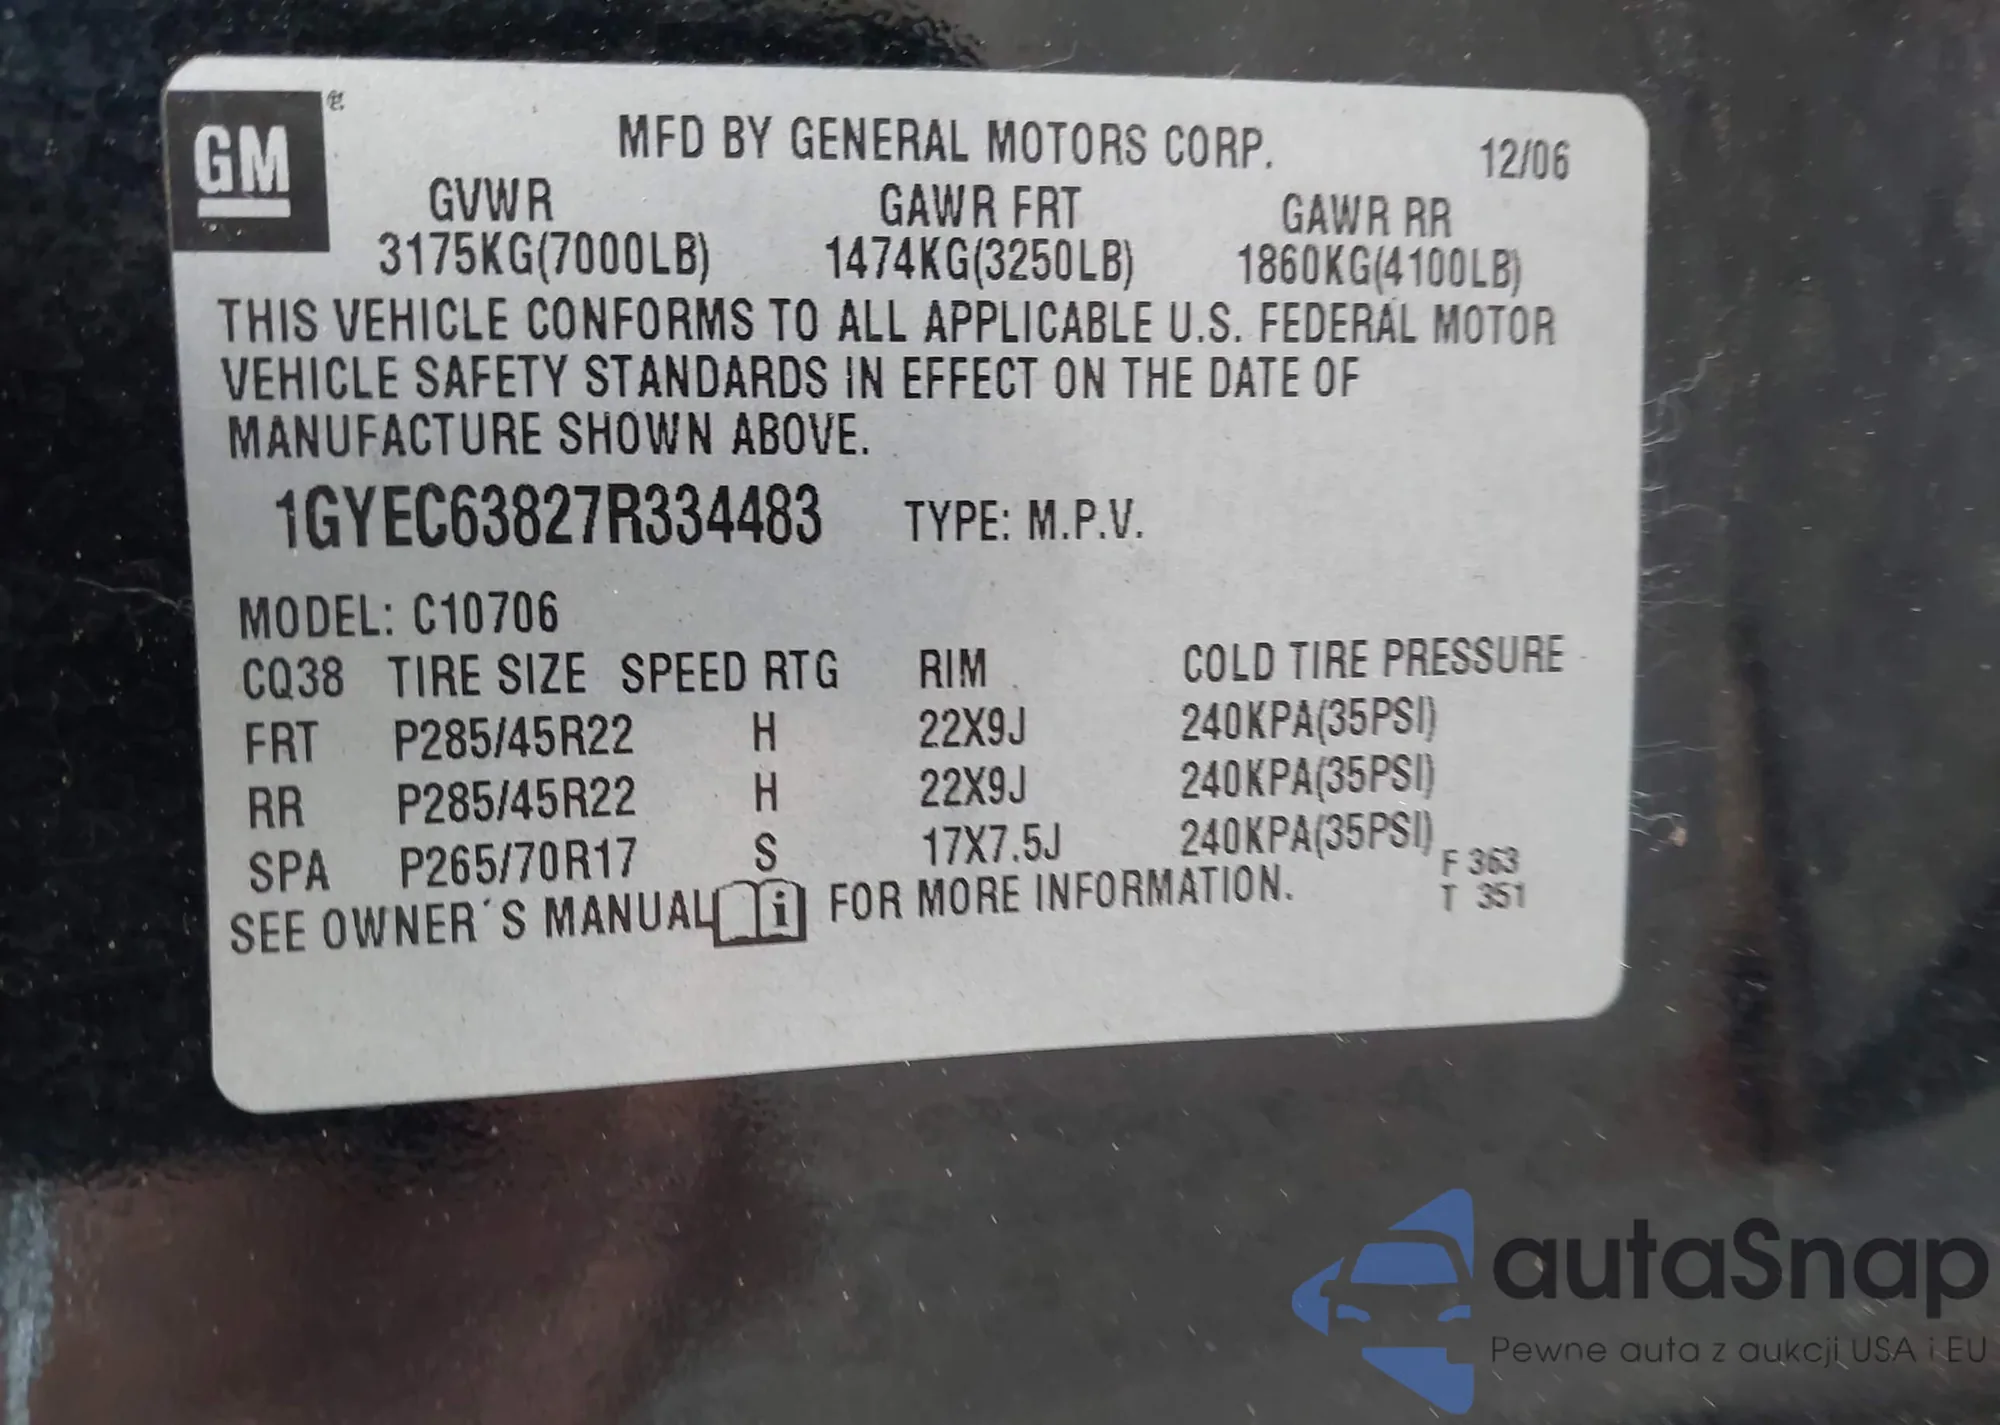 GM
MFD BY GENERAL MOTORS CORP. 12/06
GVWR GAWR FRT GAWR RR
3175KG(7000LB) 1474KG(3250LB) 1860KG(4100LB)
THIS VEHICLE CONFORMS TO ALL APPLICABLE U.S. FEDERAL MOTOR
VEHICLE SAFETY STANDARDS IN EFFECT ON THE DATE OF
MANUFACTURE SHOWN ABOVE.
1GYEC63827R334483 TYPE: M.P.V.
MODEL: C10706
CQ38 TIRE SIZE SPEED RTG RIM COLD TIRE PRESSURE
FRT P285/45R22 H 22X9J 240KPA(35PSI)
RR P285/45R22 H 22X9J 240KPA(35PSI)
SPA P265/70R17 S 17X7.5J 240KPA(35PSI)
F 363
SEE OWNER´S MANUAL i FOR MORE INFORMATION.
T 351
autaSnap
Pewne auta z aukcji USA i EU